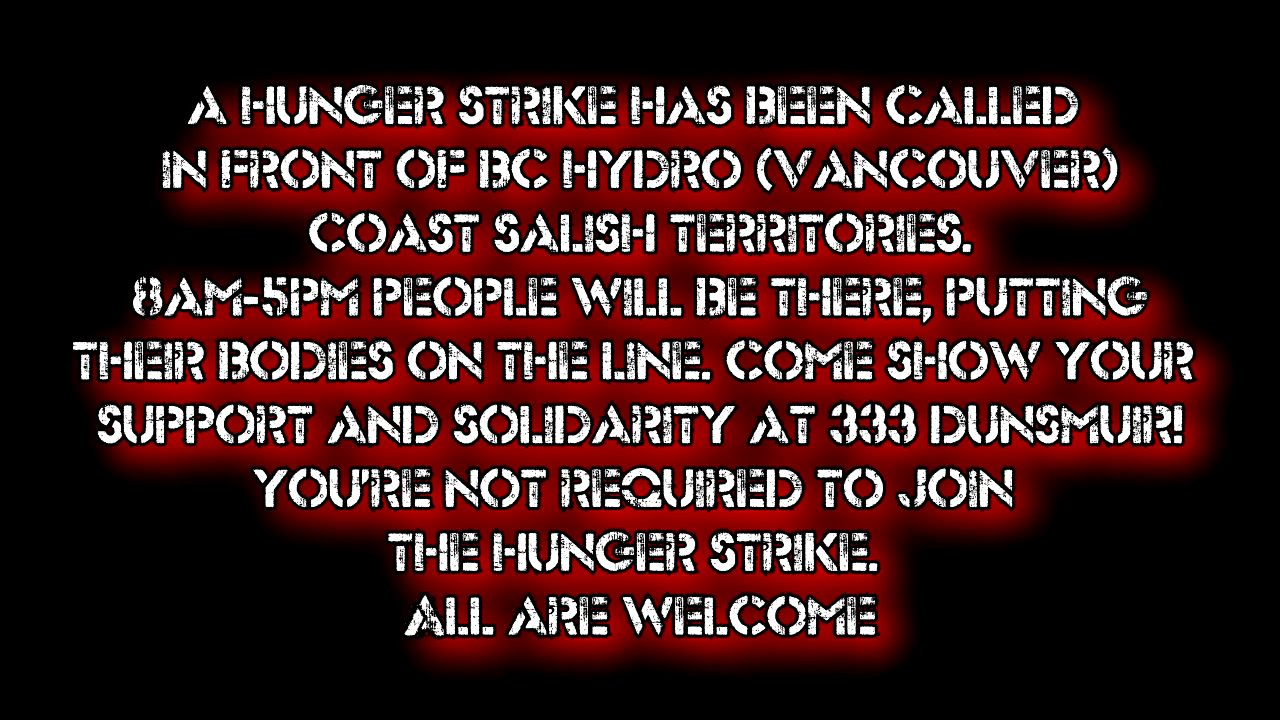 A HUNGER STRIKE HAS BEEN CALLED
IN FRONT OF BC HYDRO (VANCOUVER)
COAST SALISH TERRITORIES.
8AM-5PM PEOPLE WILL BE THERE, PUTTING
THEIR BODIES ON THE LINE. COME SHOW YOUR
SUPPORT AND SOLIDARITY AT 333 DUNSMUIR!
YOU'RE NOT REQUIRED TO JOIN
THE HUNGER STRIKE.
ALL ARE WELCOME